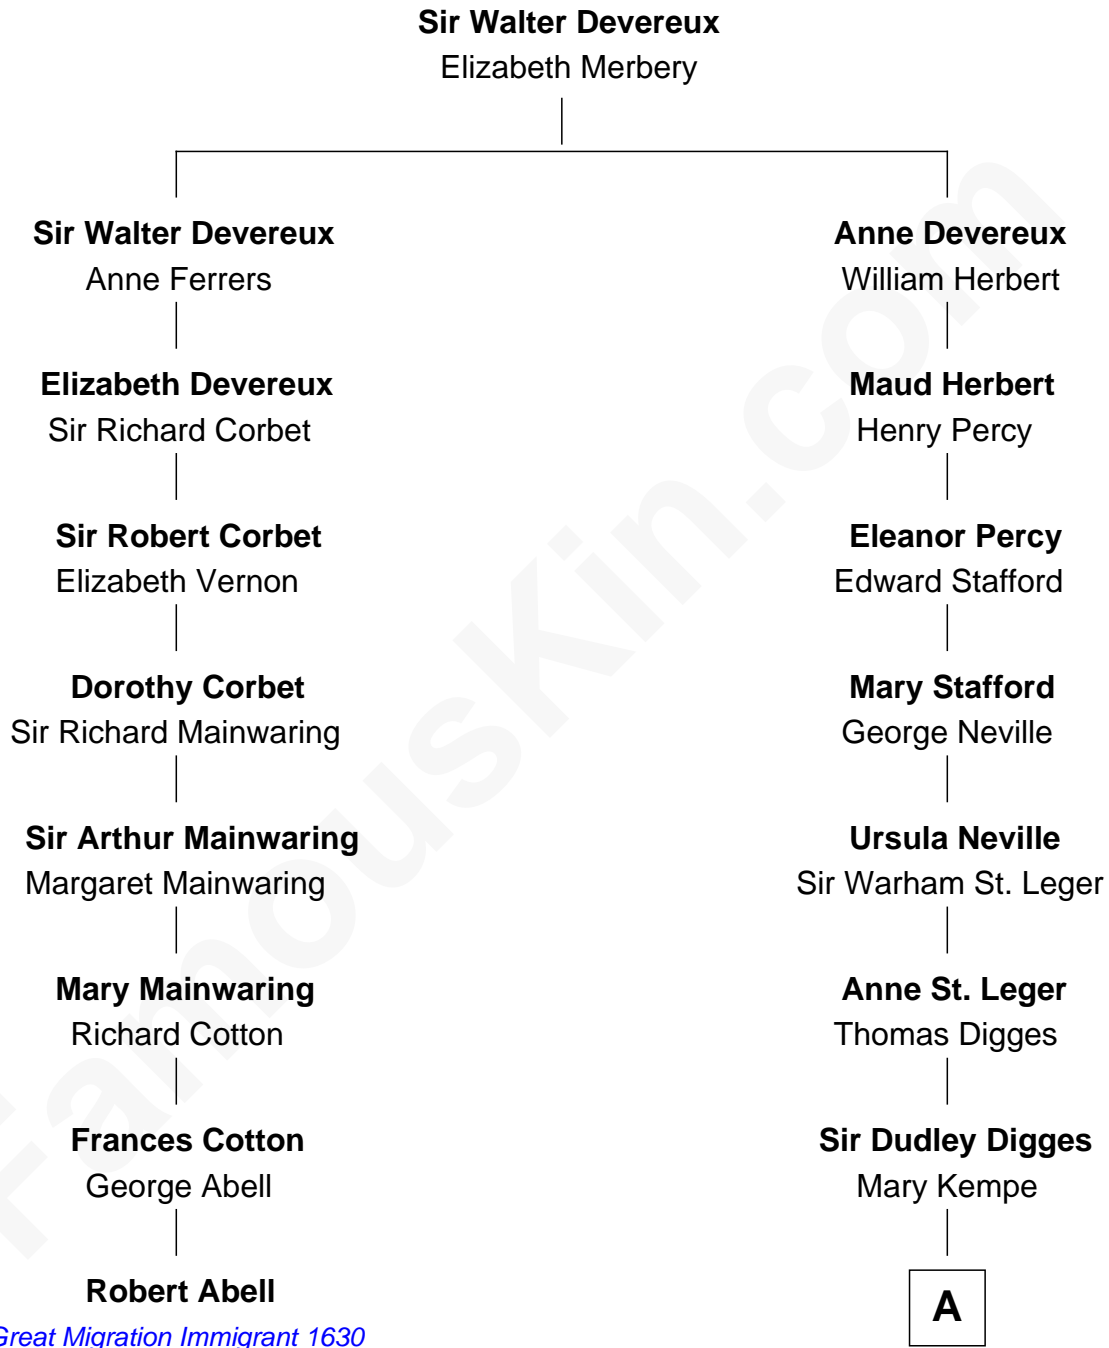 Sir Walter Devereux
Elizabeth Merbery
Sir Walter Devereux
Anne Ferrers
Elizabeth Devereux
Sir Richard Corbet
Sir Robert Corbet
Elizabeth Vernon
Dorothy Corbet
Sir Richard Mainwaring
Sir Arthur Mainwaring
Margaret Mainwaring
Mary Mainwaring
Richard Cotton
Frances Cotton
George Abell
Robert Abell
Great Migration Immigrant 1630
Anne Devereux
William Herbert
Maud Herbert
Henry Percy
Eleanor Percy
Edward Stafford
Mary Stafford
George Neville
Ursula Neville
Sir Warham St. Leger
Anne St. Leger
Thomas Digges
Sir Dudley Digges
Mary Kempe
A
FamousKin.com